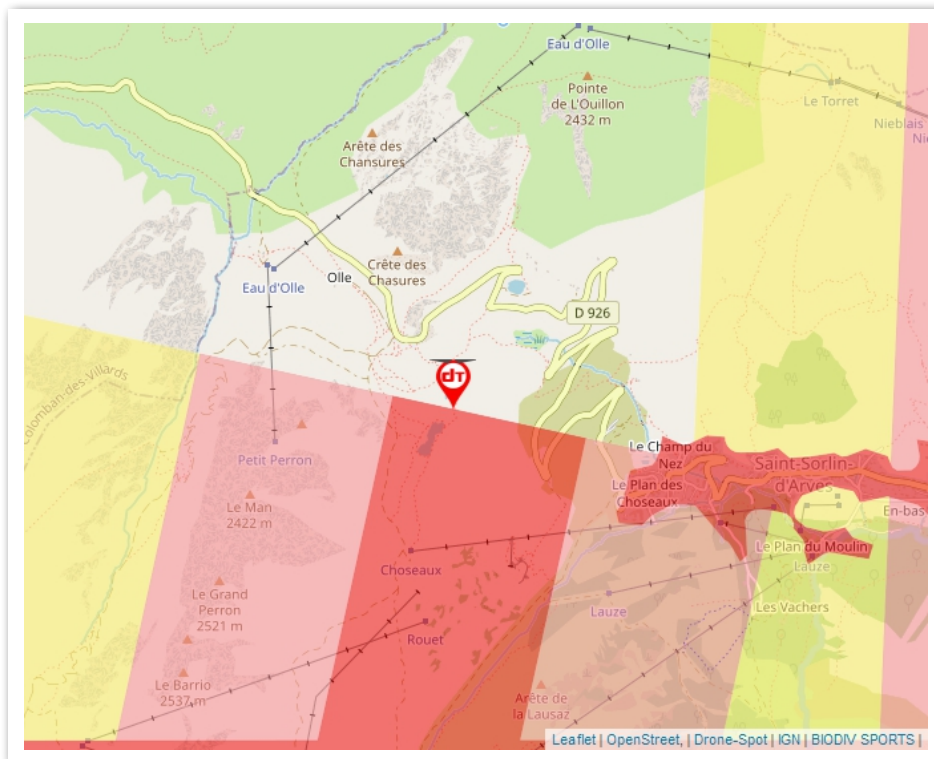 Eau d'Olle
Pointe
de L'Ouillon
2432 m
Le Torret
Nieblais
Ni
Arête des
Chansures
Crête des
Chasures
Olle
Eau d'Olle
D 926
dT
Colomban-des-Villards
Petit Perron
Le Man
2422 m
Le Champ du
Nez
Le Plan des
Choseaux
Saint-Sorlin-
d'Arves
En-bas
Le Plan du Moulin
Lauze
Choseaux
Le Grand
Perron
2521 m
Lauze
Les Vachers
Rouet
Le Barrio
2537 m
Arête de
la Lausaz
Leaflet | OpenStreet, | Drone-Spot | IGN | BIODIV SPORTS |